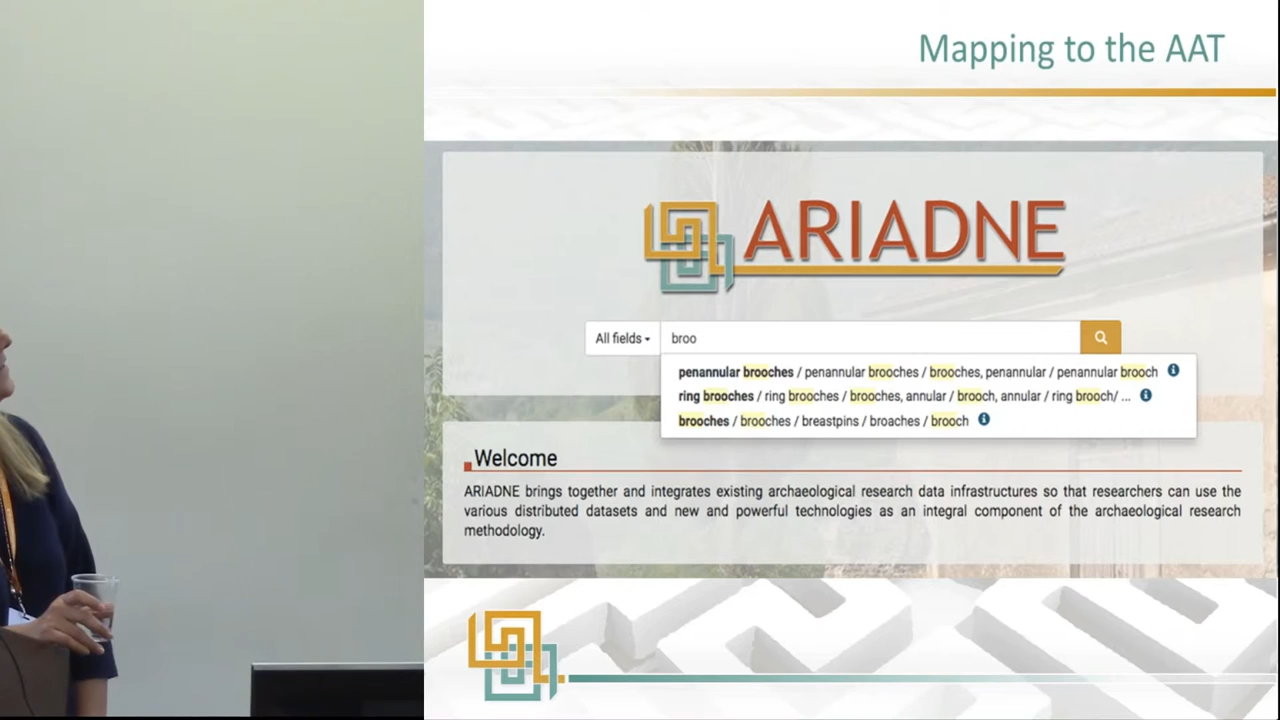 Mapping to the AAT
ARIADNE
All fields
broo
penannular brooches / penannular brooches / brooches, penannular / penannular brooch
ring brooches / ring brooches / brooches, annular / brooch, annular / ring brooch/ ...
brooches / brooches / breastpins / broaches / brooch
Welcome
ARIADNE brings together and integrates existing archaeological research data infrastructures so that researchers can use the
various distributed datasets and new and powerful technologies as an integral component of the archaeological research
methodology.